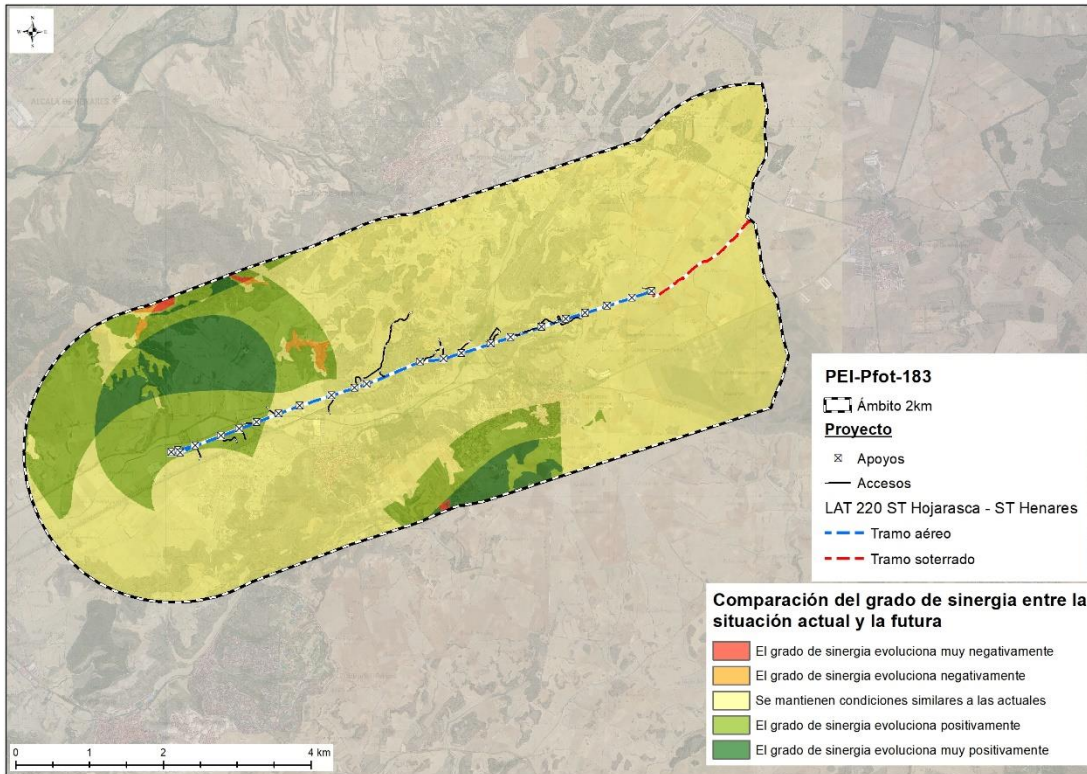 N
W
E
S
ALCALÁ HENARES
PEI-Pfot-183
Ámbito 2km
Proyecto
Apoyos
Accesos
LAT 220 ST Hojarasca - ST Henares
Tramo aéreo
Tramo soterrado
Comparación del grado de sinergia entre la
situación actual y la futura
El grado de sinergia evoluciona muy negativamente
El grado de sinergia evoluciona negativamente
Se mantienen condiciones similares a las actuales
El grado de sinergia evoluciona positivamente
El grado de sinergia evoluciona muy positivamente
0 1 2 4 km